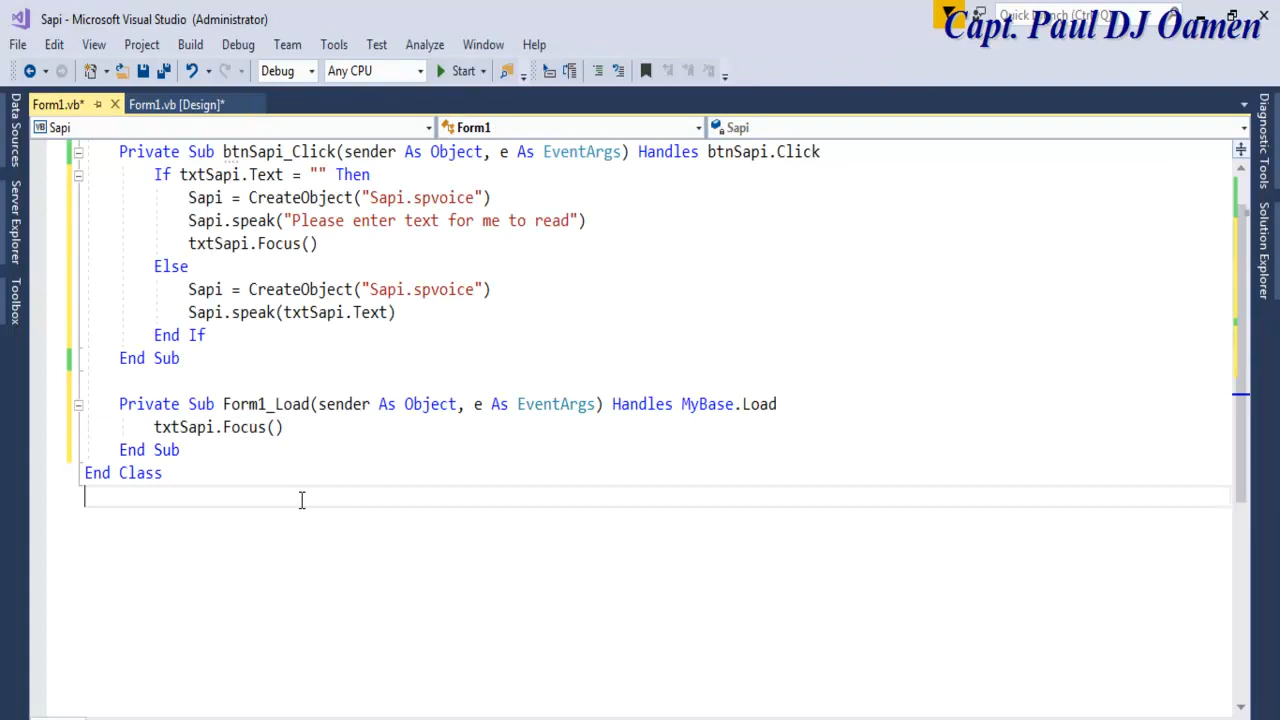 Sapi - Microsoft Visual Studio (Administrator)
Quick Launch (Ctrl+Q)
Capt. Paul DJ Oamen
File Edit View Project Build Debug Team Tools Test Analyze Window Help
Debug Any CPU Start
Form1.vb* Form1.vb [Design]*
VB Sapi Form1 Sapi
Data Sources
Server Explorer
Toolbox
Private Sub btnSapi_Click(sender As Object, e As EventArgs) Handles btnSapi.Click
If txtSapi.Text = "" Then
Sapi = CreateObject("Sapi.spvoice")
Sapi.speak("Please enter text for me to read")
txtSapi.Focus()
Else
Sapi = CreateObject("Sapi.spvoice")
Sapi.speak(txtSapi.Text)
End If
End Sub
Private Sub Form1_Load(sender As Object, e As EventArgs) Handles MyBase.Load
txtSapi.Focus()
End Sub
End Class
Diagnostic Tools
Solution Explorer